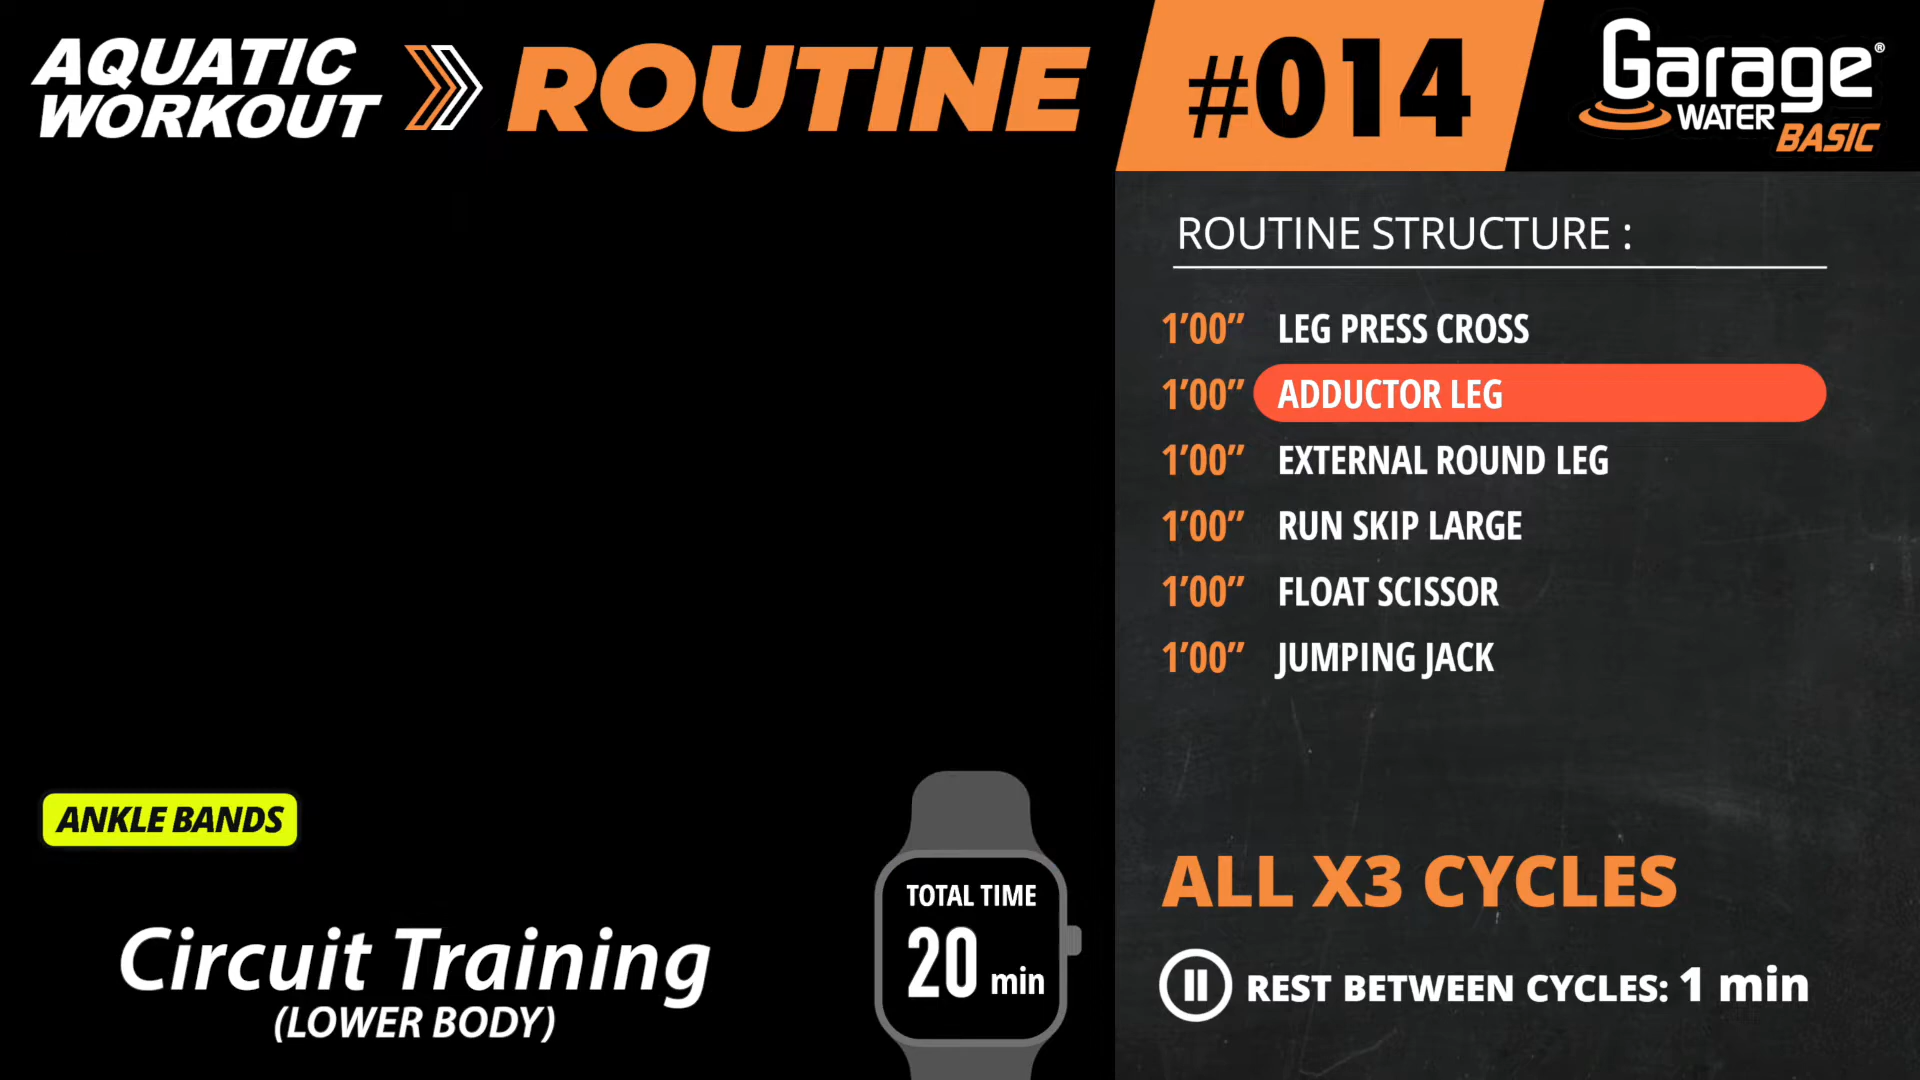 AQUATIC
WORKOUT
ROUTINE
#014
Garage®
WATER
BASIC
ROUTINE STRUCTURE :
1’00” LEG PRESS CROSS
1’00” ADDUCTOR LEG
1’00” EXTERNAL ROUND LEG
1’00” RUN SKIP LARGE
1’00” FLOAT SCISSOR
1’00” JUMPING JACK
ANKLE BANDS
Circuit Training
(LOWER BODY)
TOTAL TIME
20 min
ALL X3 CYCLES
REST BETWEEN CYCLES: 1 min